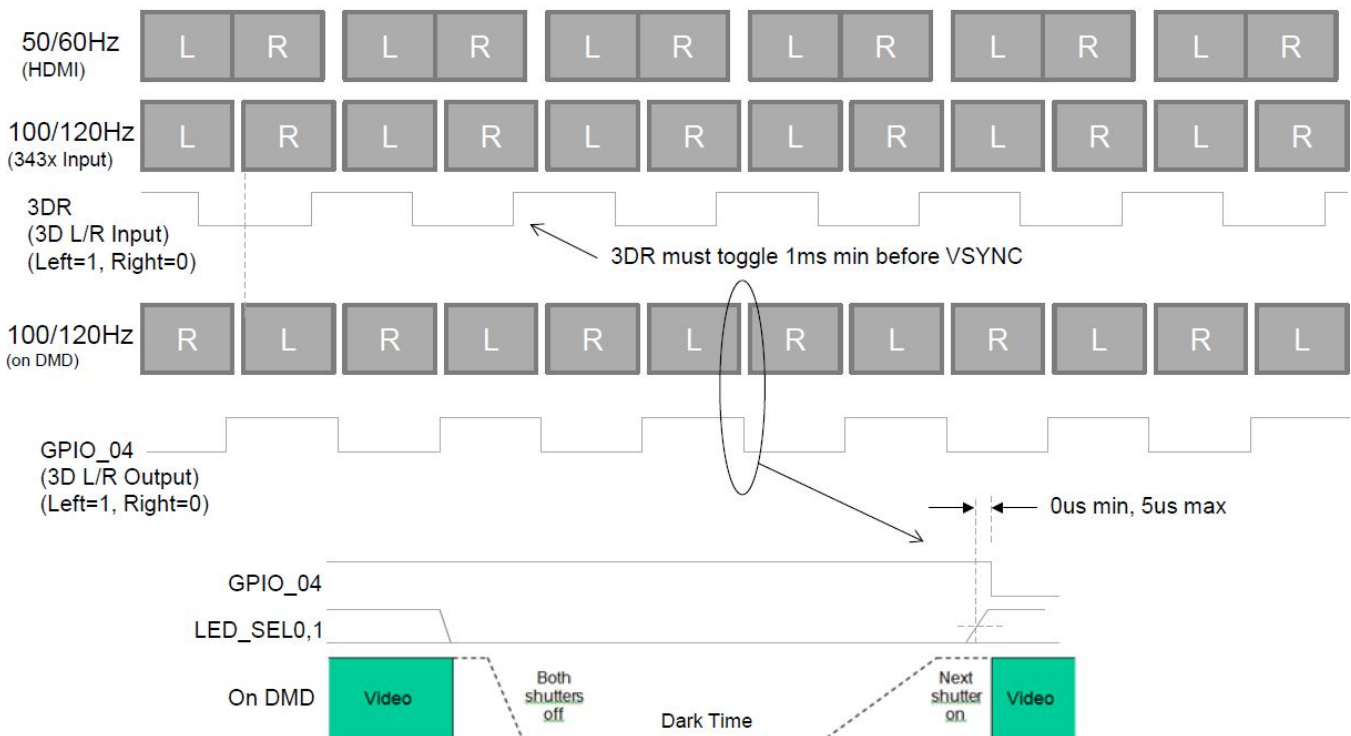 50/60Hz
(HDMI)
L R L R L R L R L R L R
100/120Hz
(343x Input)
L R L R L R L R L R L R
3DR
(3D L/R Input)
(Left=1, Right=0)
3DR must toggle 1ms min before VSYNC
100/120Hz
(on DMD)
R L R L R L R L R L R L
GPIO_04
(3D L/R Output)
(Left=1, Right=0)
0us min, 5us max
GPIO_04
LED_SEL0,1
On DMD
Video
Both
shutters
off
Dark Time
Next
shutter
on
Video